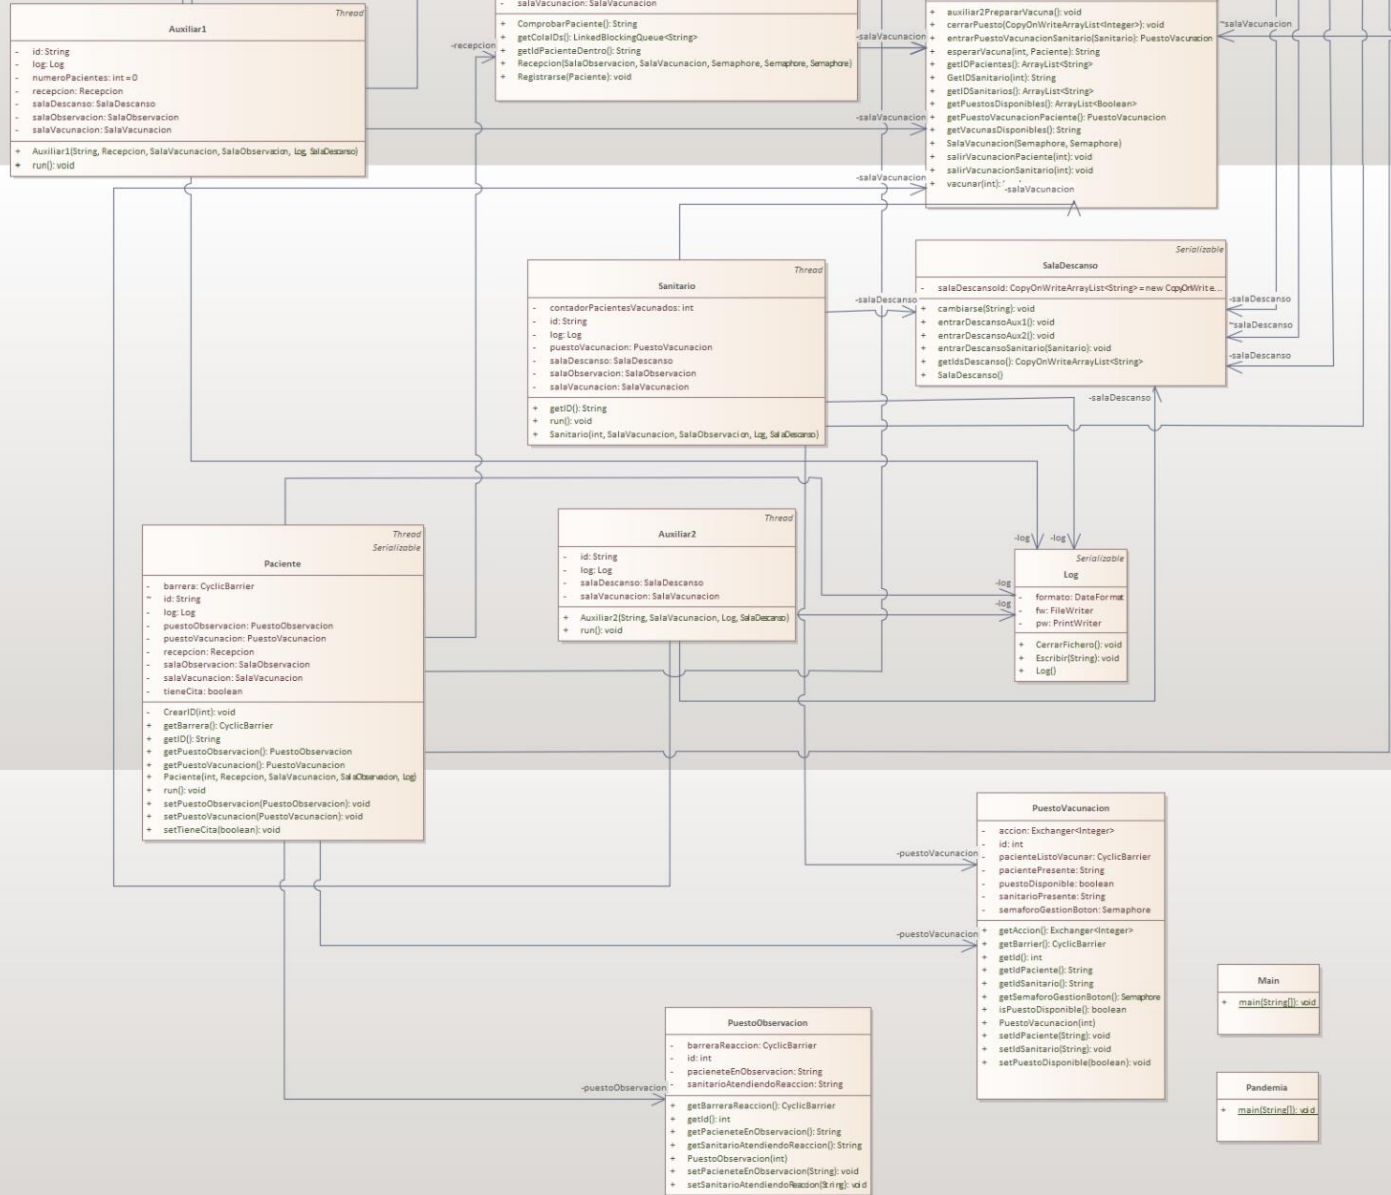 Thread
Auxiliar1
- id: String
- log: Log
- numeroPacientes: int = 0
- recepcion: Recepcion
- salaDescanso: SalaDescanso
- salaObservacion: SalaObservacion
- salaVacunacion: SalaVacunacion
+ Auxiliar1(String, Recepcion, SalaVacunacion, SalaObservacion, Log, SalaDescanso)
+ run(): void
-recepcion
- salaVacunacion: SalaVacunacion
+ ComprobarPaciente(): String
+ getColaIDs(): LinkedBlockingQueue<String>
+ getIdPacienteDentro(): String
+ Recepcion(SalaObservacion, SalaVacunacion, Semaphore, Semaphore, Semaphore)
+ Registrarse(Paciente): void
-salaVacunacion
-salaVacunacion
-salaVacunacion
+ auxiliar2PrepararVacuna(): void
+ cerrarPuesto(CopyOnWriteArrayList<Integer>): void
+ entrarPuestoVacunacionSanitario(Sanitario): PuestoVacunacion
+ esperarVacuna(int, Paciente): String
+ getIDPacientes(): ArrayList<String>
+ GetIDSanitario(int): String
+ getIDSanitarios(): ArrayList<String>
+ getPuestosDisponibles(): ArrayList<Boolean>
+ getPuestoVacunacionPaciente(): PuestoVacunacion
+ getVacunasDisponibles(): String
+ SalaVacunacion(Semaphore, Semaphore)
+ salirVacunacionPaciente(int): void
+ salirVacunacionSanitario(int): void
+ vacunar(int):
-salaVacunacion
~salaVacunacion
Thread
Sanitario
- contadorPacientesVacunados: int
- id: String
- log: Log
- puestoVacunacion: PuestoVacunacion
- salaDescanso: SalaDescanso
- salaObservacion: SalaObservacion
- salaVacunacion: SalaVacunacion
+ getID(): String
+ run(): void
+ Sanitario(int, SalaVacunacion, SalaObservacion, Log, SalaDescanso)
-salaDescanso
Serializable
SalaDescanso
- salaDescansoId: CopyOnWriteArrayList<String> = new CopyOnWrite...
+ cambiarse(String): void
+ entrarDescansoAux1(): void
+ entrarDescansoAux2(): void
+ entrarDescansoSanitario(Sanitario): void
+ getIdsDescanso(): CopyOnWriteArrayList<String>
+ SalaDescanso()
-salaDescanso
~salaDescanso
-salaDescanso
-salaDescanso
Thread
Serializable
Paciente
- barrera: CyclicBarrier
~ id: String
- log: Log
- puestoObservacion: PuestoObservacion
- puestoVacunacion: PuestoVacunacion
- recepcion: Recepcion
- salaObservacion: SalaObservacion
- salaVacunacion: SalaVacunacion
- tieneCita: boolean
- CrearID(int): void
+ getBarrera(): CyclicBarrier
+ getID(): String
+ getPuestoObservacion(): PuestoObservacion
+ getPuestoVacunacion(): PuestoVacunacion
+ Paciente(int, Recepcion, SalaVacunacion, SalaObservacion, Log)
+ run(): void
+ setPuestoObservacion(PuestoObservacion): void
+ setPuestoVacunacion(PuestoVacunacion): void
+ setTieneCita(boolean): void
Thread
Auxiliar2
- id: String
- log: Log
- salaDescanso: SalaDescanso
- salaVacunacion: SalaVacunacion
+ Auxiliar2(String, SalaVacunacion, Log, SalaDescanso)
+ run(): void
-log
-log
-log
-log
Serializable
Log
- formato: DateFormat
- fw: FileWriter
- pw: PrintWriter
+ CerrarFichero(): void
+ Escribir(String): void
+ Log()
-puestoVacunacion
-puestoVacunacion
PuestoVacunacion
- accion: Exchanger<Integer>
- id: int
- pacienteListoVacunar: CyclicBarrier
- pacientePresente: String
- puestoDisponible: boolean
- sanitarioPresente: String
- semaforoGestionBoton: Semaphore
+ getAccion(): Exchanger<Integer>
+ getBarrier(): CyclicBarrier
+ getId(): int
+ getIdPaciente(): String
+ getIdSanitario(): String
+ getSemaforoGestionBoton(): Semaphore
+ isPuestoDisponible(): boolean
+ PuestoVacunacion(int)
+ setIdPaciente(String): void
+ setIdSanitario(String): void
+ setPuestoDisponible(boolean): void
Main
+ main(String[]): void
Pandemia
+ main(String[]): void
-puestoObservacion
PuestoObservacion
- barreraReaccion: CyclicBarrier
- id: int
- pacieneteEnObservacion: String
- sanitarioAtendiendoReaccion: String
+ getBarreraReaccion(): CyclicBarrier
+ getId(): int
+ getPacieneteEnObservacion(): String
+ getSanitarioAtendiendoReaccion(): String
+ PuestoObservacion(int)
+ setPacieneteEnObservacion(String): void
+ setSanitarioAtendiendoReaccion(String): void